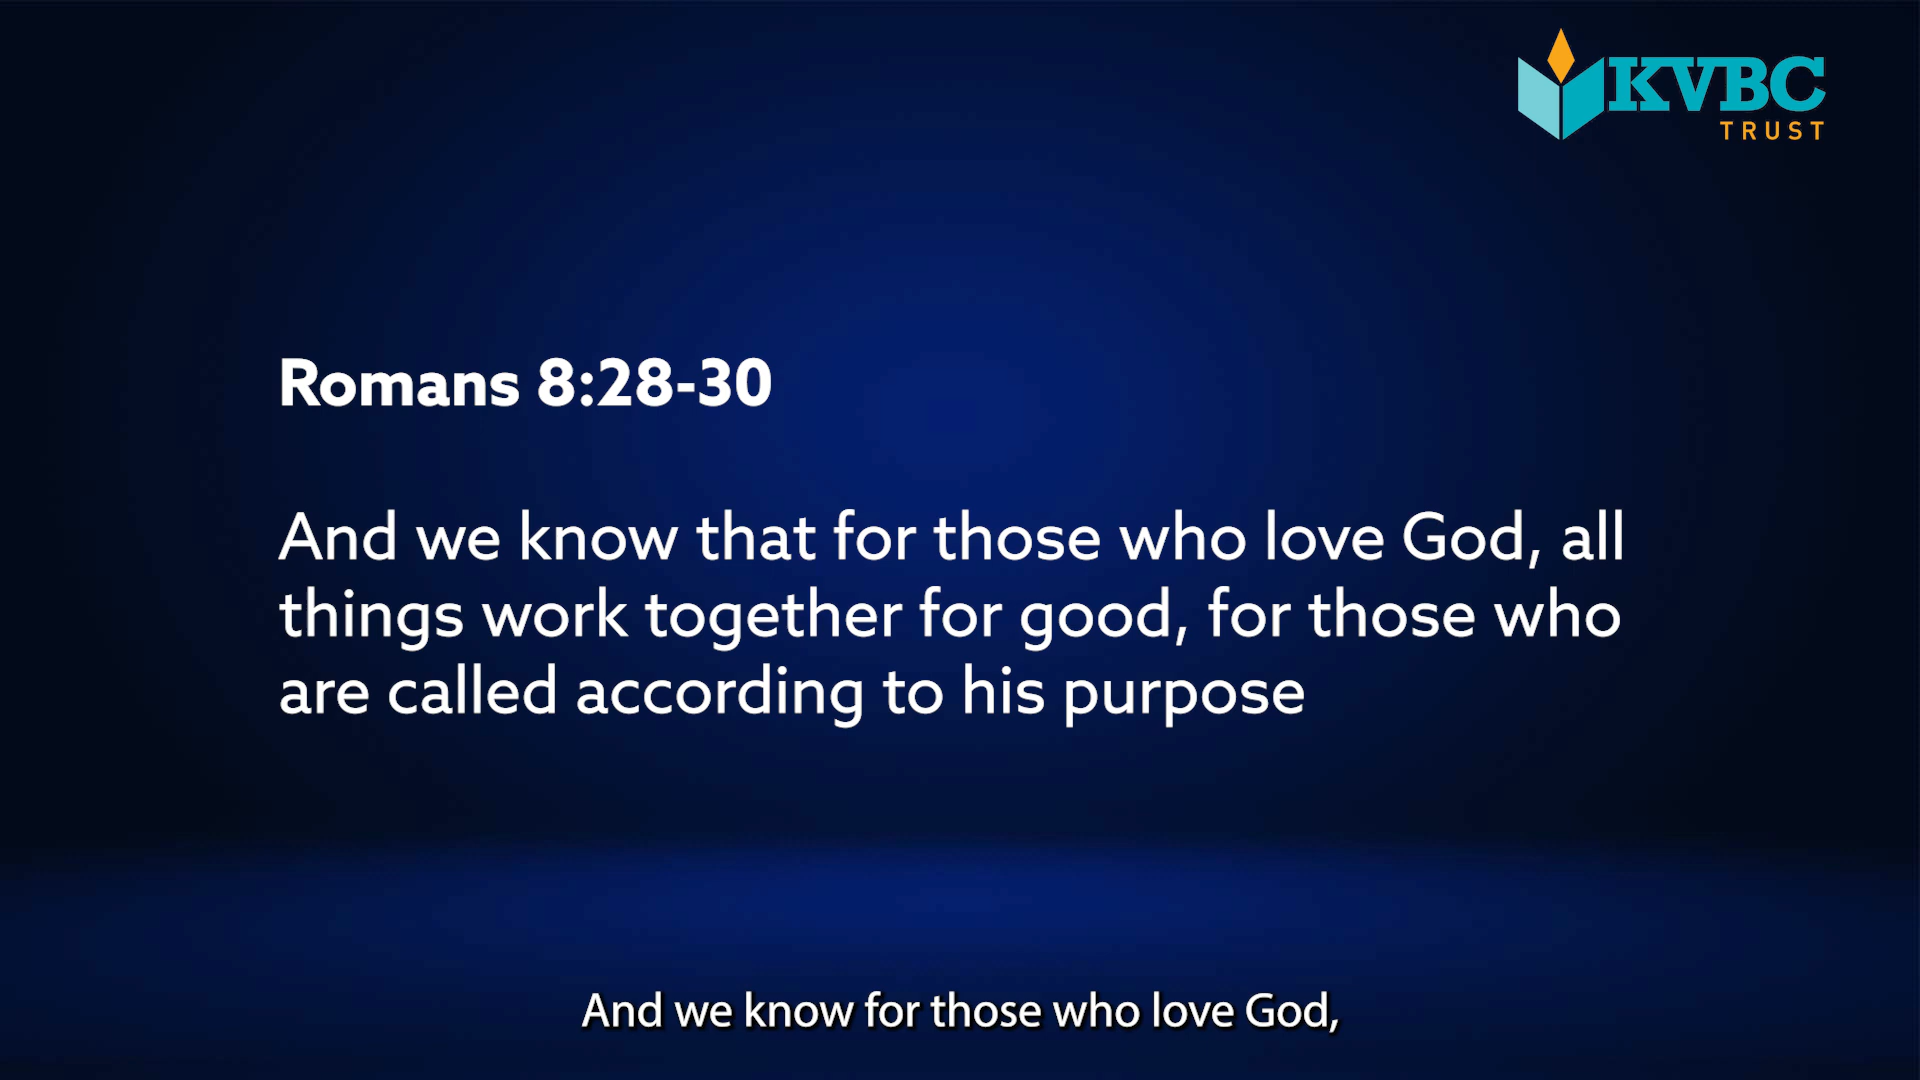 KVBC
TRUST
Romans 8:28-30
And we know that for those who love God, all
things work together for good, for those who
are called according to his purpose
And we know for those who love God,